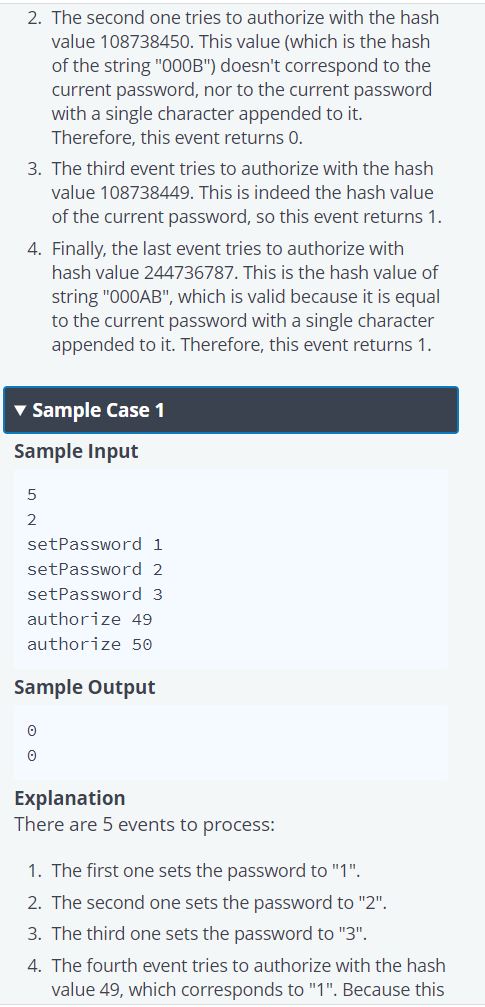 2. The second one tries to authorize with the hash
value 108738450. This value (which is the hash
of the string "000B") doesn't correspond to the
current password, nor to the current password
with a single character appended to it.
Therefore, this event returns 0.
3. The third event tries to authorize with the hash
value 108738449. This is indeed the hash value
of the current password, so this event returns 1.
4. Finally, the last event tries to authorize with
hash value 244736787. This is the hash value of
string "000AB", which is valid because it is equal
to the current password with a single character
appended to it. Therefore, this event returns 1.
▼ Sample Case 1
Sample Input
5
2
setPassword 1
setPassword 2
setPassword 3
authorize 49
authorize 50
Sample Output
0
0
Explanation
There are 5 events to process:
1. The first one sets the password to "1".
2. The second one sets the password to "2".
3. The third one sets the password to "3".
4. The fourth event tries to authorize with the hash
value 49, which corresponds to "1". Because this